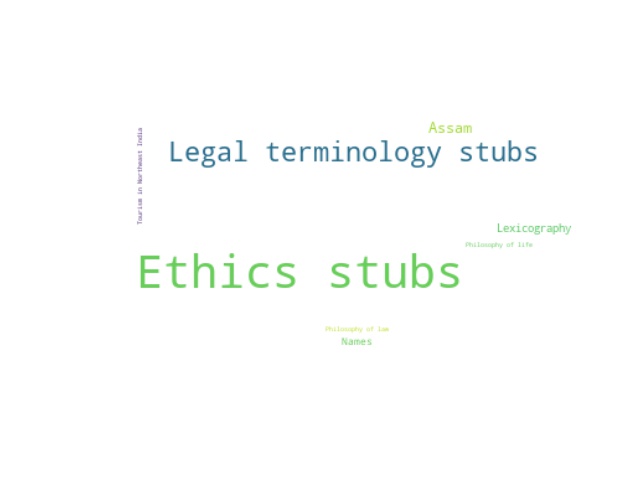 Assam
Legal terminology stubs
Tourism in Northeast India
Lexicography
Philosophy of life
Ethics stubs
Philosophy of law
Names